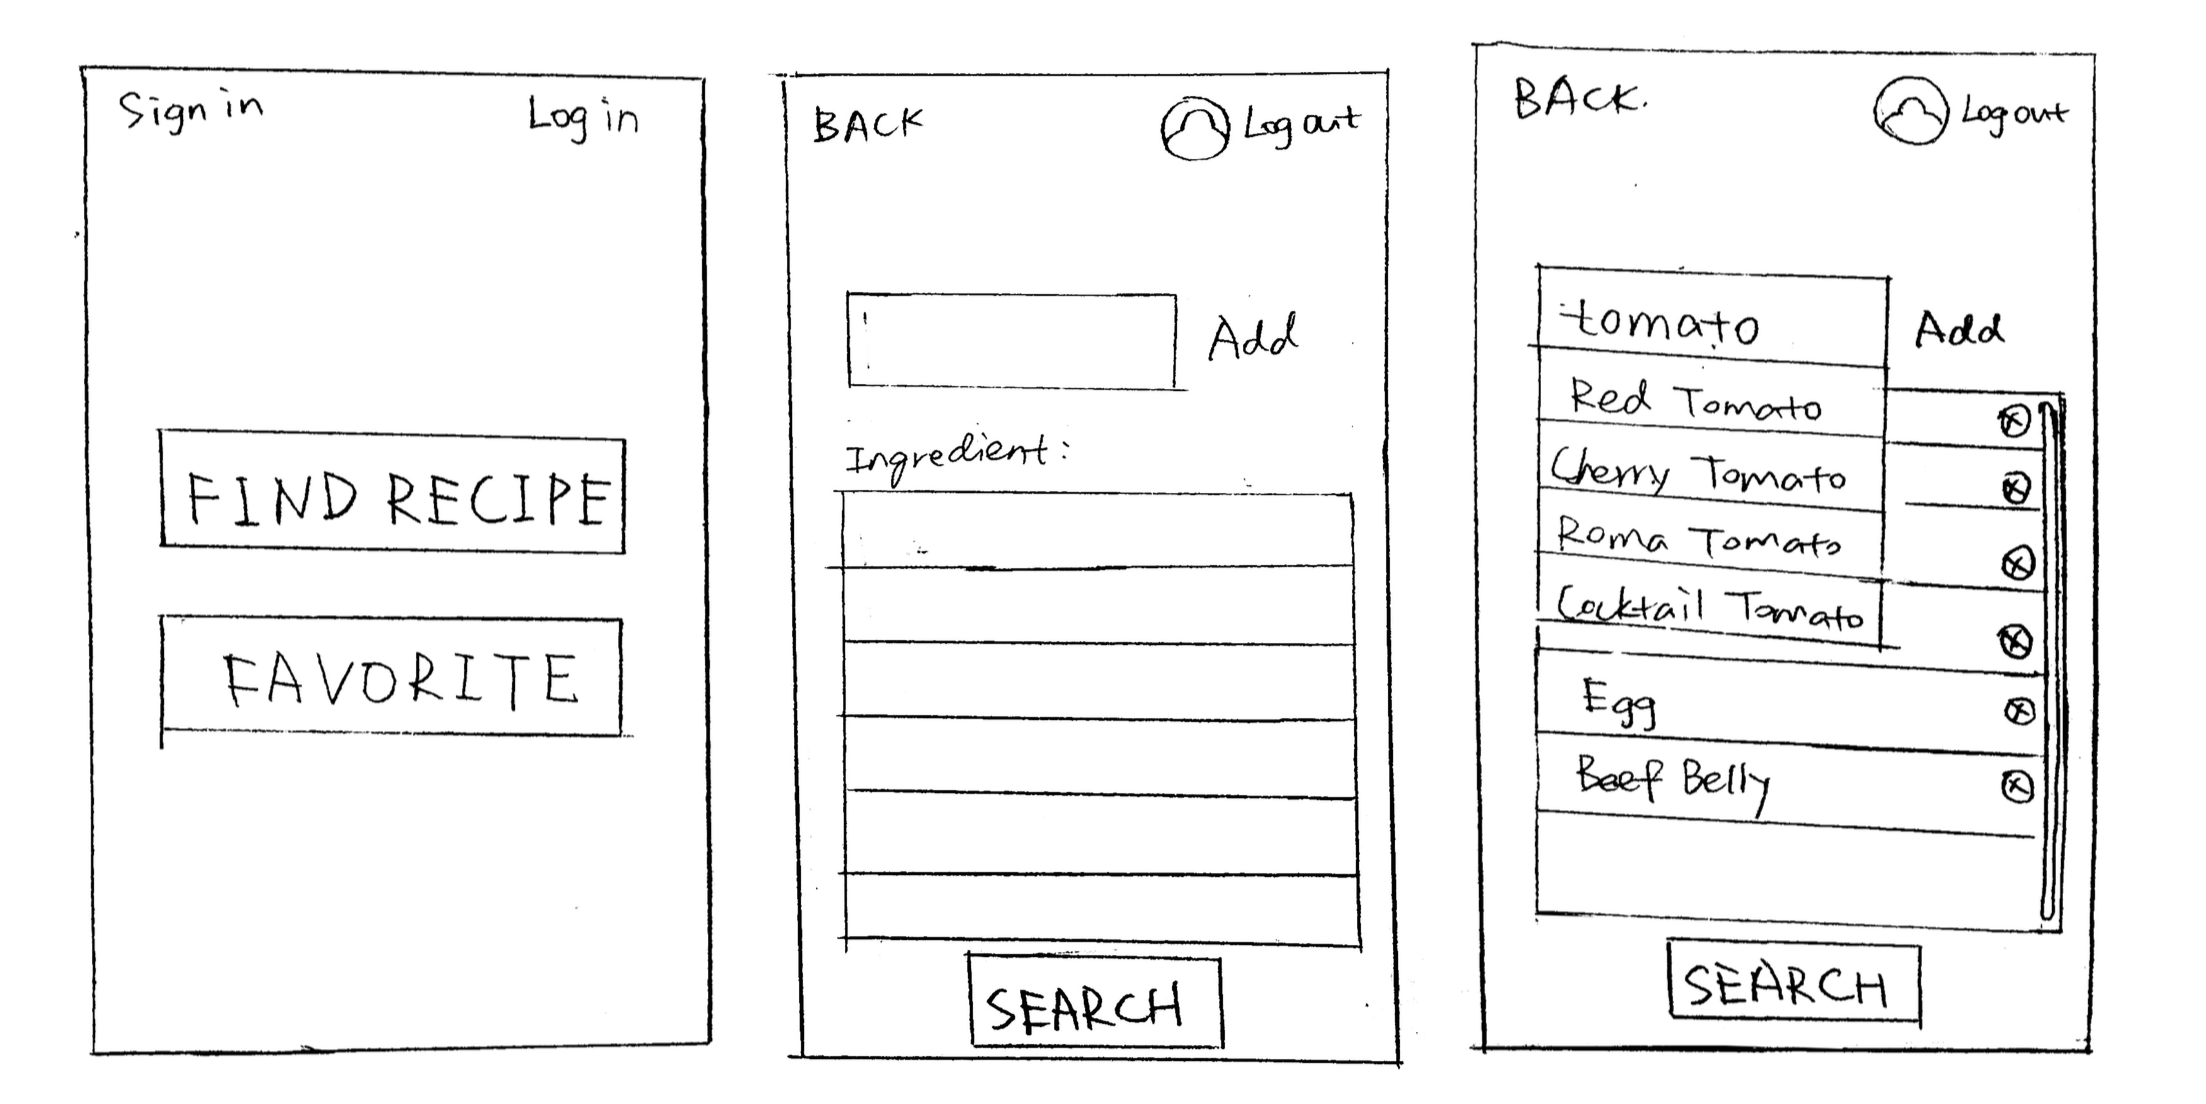 Sign in
Log in
FIND RECIPE
FAVORITE
BACK
Log out
Add
Ingredient:
SEARCH
BACK.
Log out
tomato
Add
Red Tomato
Cherry Tomato
Roma Tomato
Cocktail Tomato
Egg
Beef Belly
SEARCH